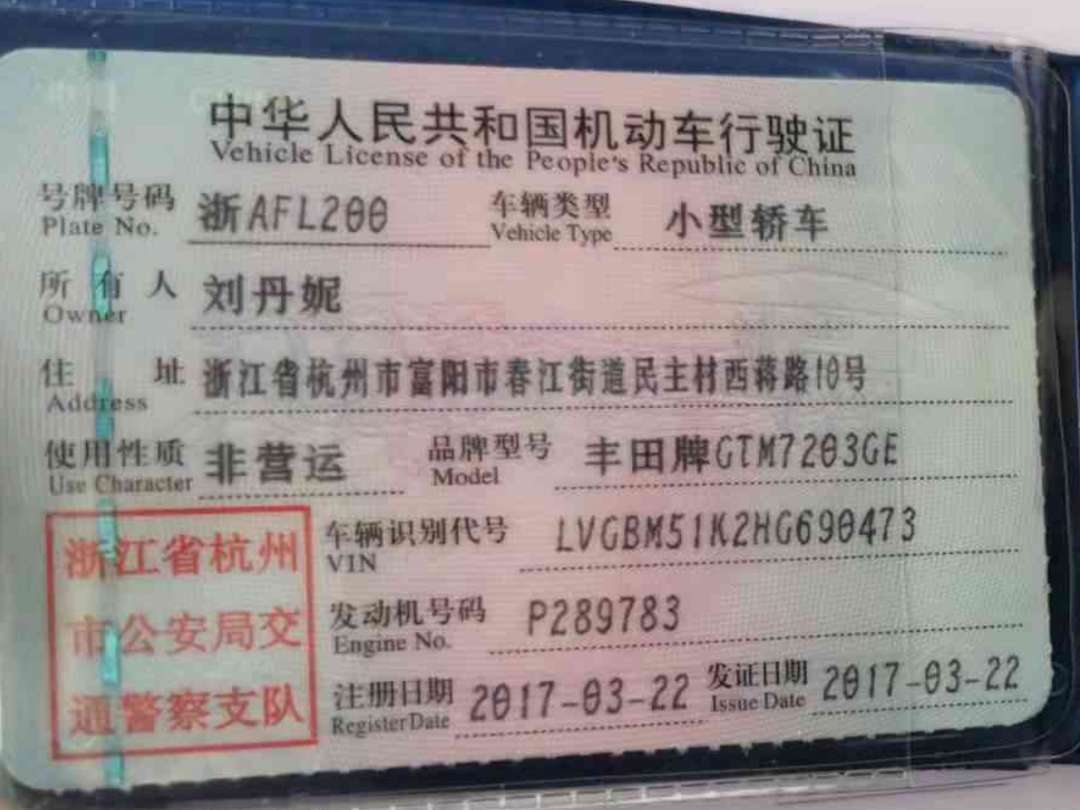 中华人民共和国机动车行驶证
Vehicle License of the People's Republic of China
号牌号码 浙AFL200 车辆类型 小型轿车
Plate No. Vehicle Type
所有人 刘丹妮
Owner
住址 浙江省杭州市富阳市春江街道民主村西蒋路10号
Address
使用性质 非营运 品牌型号 丰田牌GTM7203GE
Use Character Model
车辆识别代号 LVGBM51K2HG690473
VIN
发动机号码 P289783
Engine No.
注册日期 2017-03-22 发证日期 2017-03-22
Register Date Issue Date
浙江省杭州
市公安局交
通警察支队